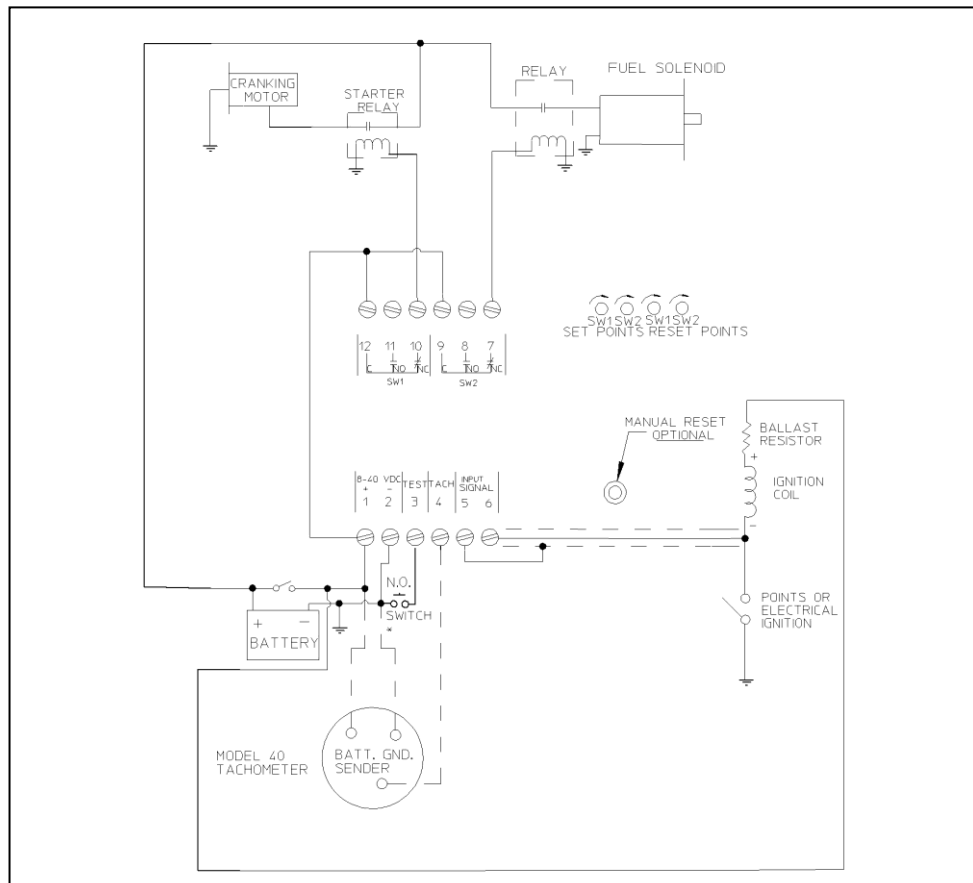 CRANKING
MOTOR
STARTER
RELAY
RELAY
FUEL SOLENOID
12 11 10 9 8 7
C NO NC C NO NC
SW1 SW2
SW1 SW2 SW1 SW2
SET POINTS RESET POINTS
MANUAL RESET
OPTIONAL
BALLAST
RESISTOR
+
IGNITION
COIL
-
8-40 VDC TEST TACH INPUT
SIGNAL
+ -
1 2 3 4 5 6
N.O.
SWITCH
*
+ -
BATTERY
POINTS OR
ELECTRICAL
IGNITION
MODEL 40
TACHOMETER
BATT. GND.
SENDER